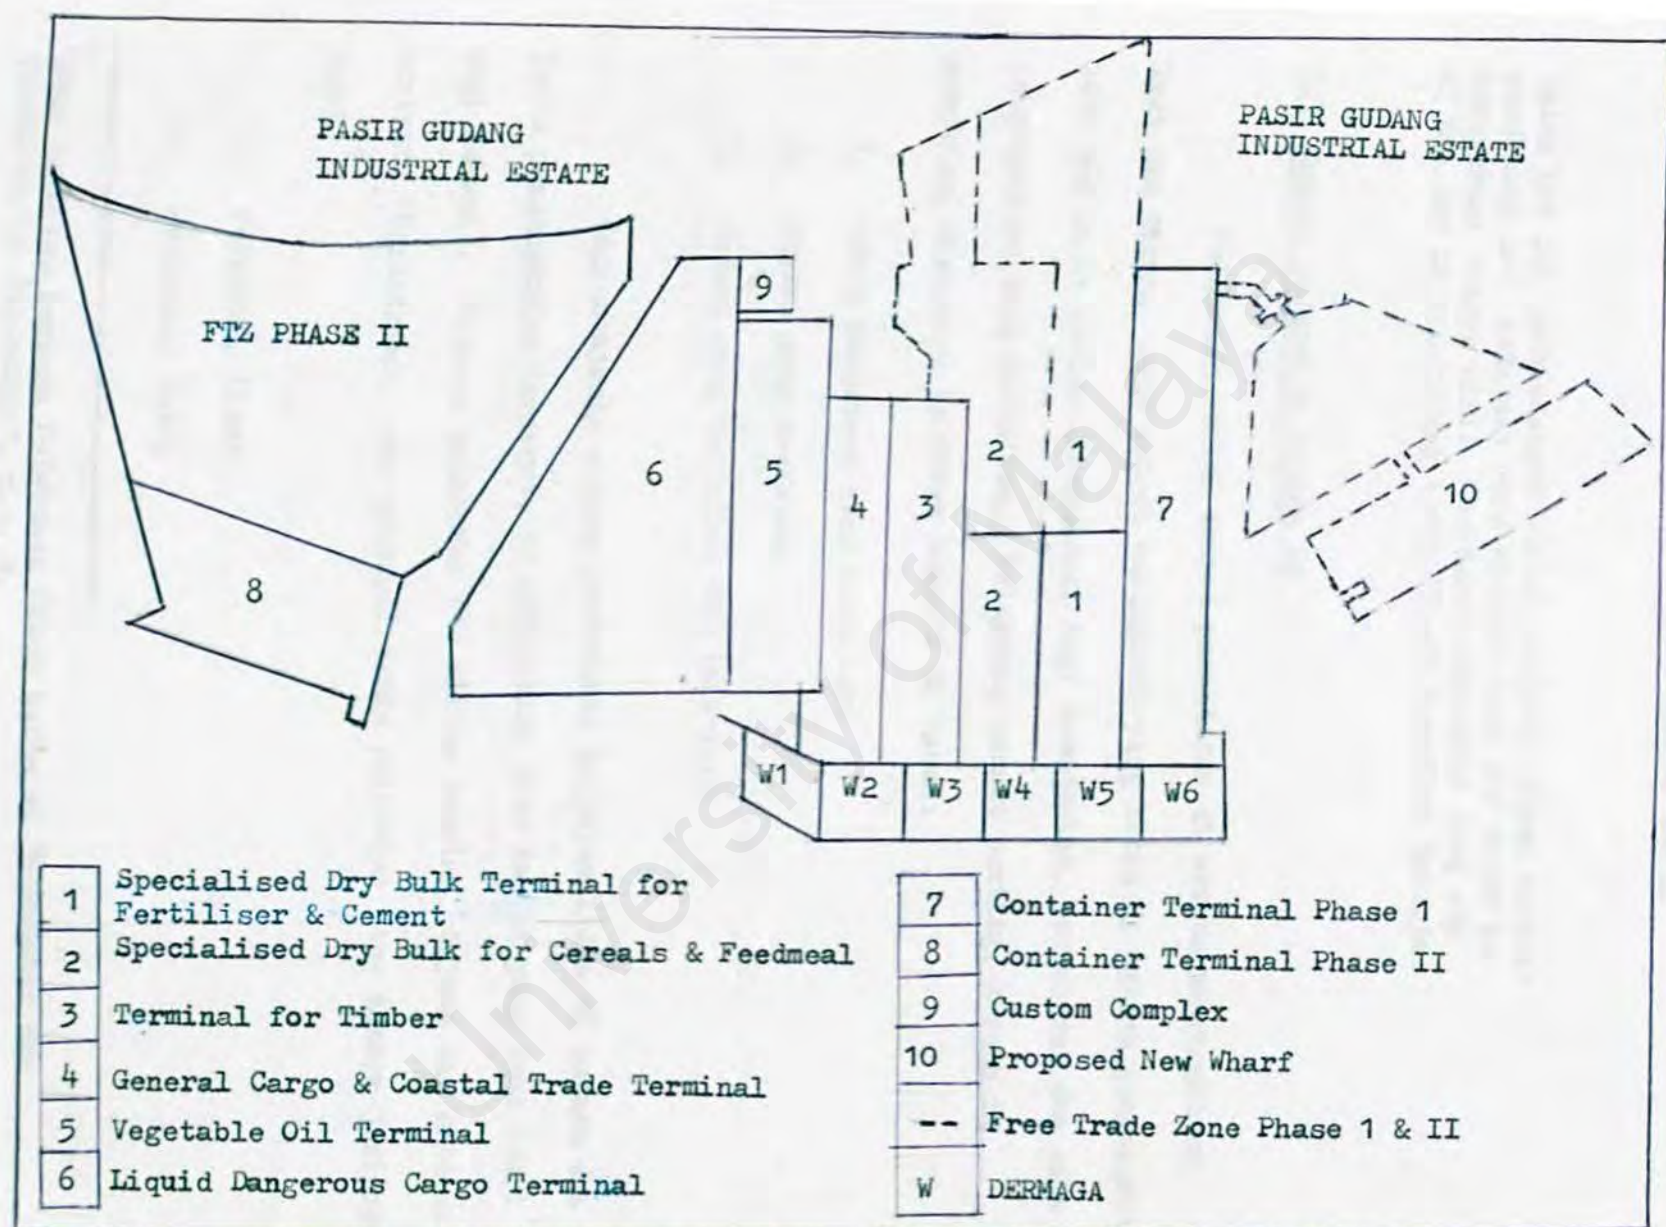 PASIR GUDANG
INDUSTRIAL ESTATE
PASIR GUDANG
INDUSTRIAL ESTATE
FTZ PHASE II
9
6
5
4
3
2
1
7
10
8
2
1
W1
W2
W3
W4
W5
W6
University of Malaya
1 Specialised Dry Bulk Terminal for
Fertiliser & Cement
2 Specialised Dry Bulk for Cereals & Feedmeal
3 Terminal for Timber
4 General Cargo & Coastal Trade Terminal
5 Vegetable Oil Terminal
6 Liquid Dangerous Cargo Terminal
7 Container Terminal Phase 1
8 Container Terminal Phase II
9 Custom Complex
10 Proposed New Wharf
-- Free Trade Zone Phase 1 & II
W DERMAGA